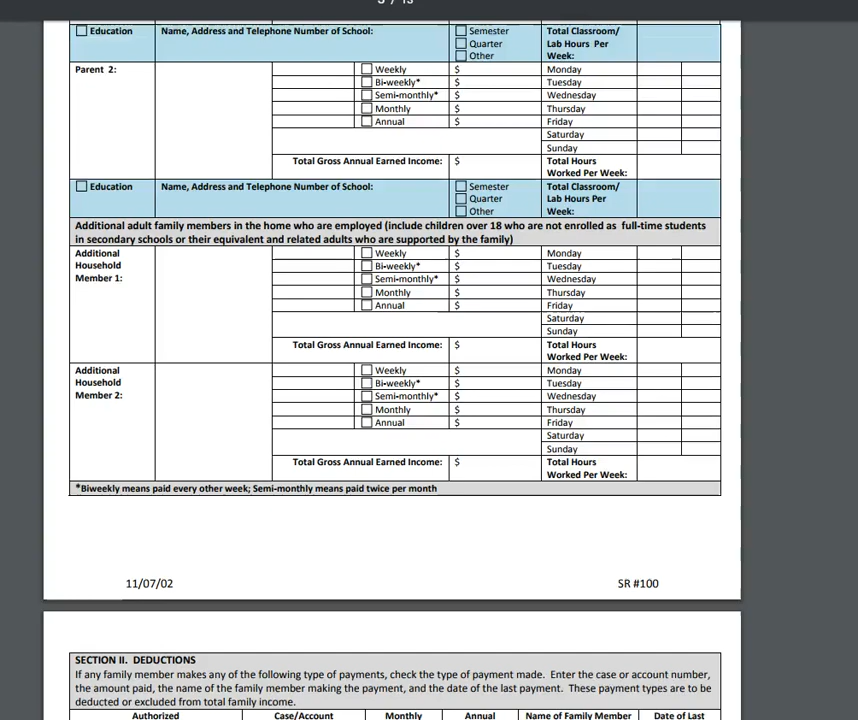 Education Name, Address and Telephone Number of School: Semester Total Classroom/
Quarter Lab Hours Per
Other Week:
Parent 2: Weekly $ Monday
Bi-weekly* $ Tuesday
Semi-monthly* $ Wednesday
Monthly $ Thursday
Annual $ Friday
Saturday
Sunday
Total Gross Annual Earned Income: $ Total Hours
Worked Per Week:
Education Name, Address and Telephone Number of School: Semester Total Classroom/
Quarter Lab Hours Per
Other Week:
Additional adult family members in the home who are employed (include children over 18 who are not enrolled as full-time students
in secondary schools or their equivalent and related adults who are supported by the family)
Additional Weekly $ Monday
Household Bi-weekly* $ Tuesday
Member 1: Semi-monthly* $ Wednesday
Monthly $ Thursday
Annual $ Friday
Saturday
Sunday
Total Gross Annual Earned Income: $ Total Hours
Worked Per Week:
Additional Weekly $ Monday
Household Bi-weekly* $ Tuesday
Member 2: Semi-monthly* $ Wednesday
Monthly $ Thursday
Annual $ Friday
Saturday
Sunday
Total Gross Annual Earned Income: $ Total Hours
Worked Per Week:
*Biweekly means paid every other week; Semi-monthly means paid twice per month
11/07/02 SR #100
SECTION II. DEDUCTIONS
If any family member makes any of the following type of payments, check the type of payment made. Enter the case or account number,
the amount paid, the name of the family member making the payment, and the date of the last payment. These payment types are to be
deducted or excluded from total family income.
Authorized Case/Account Monthly Annual Name of Family Member Date of Last